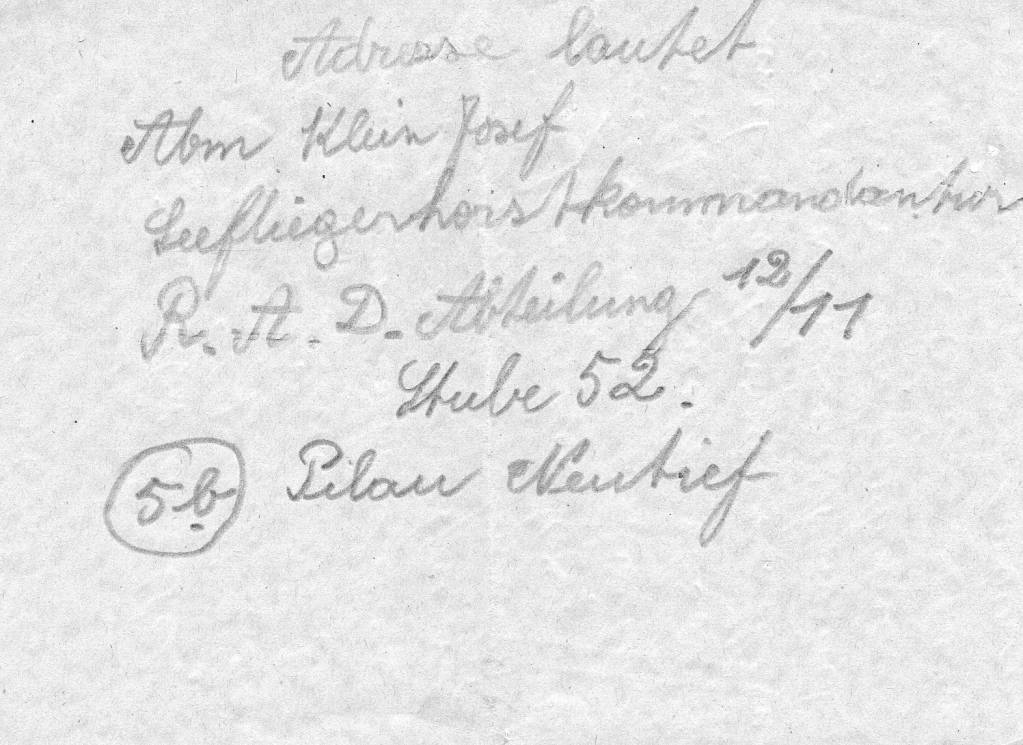 Adresse lautet
Abm Klein Josef
Seefliegerhorstkommandantur
R. A. D. Abteilung 12/11
Stube 52.
5b Pilau Neutief